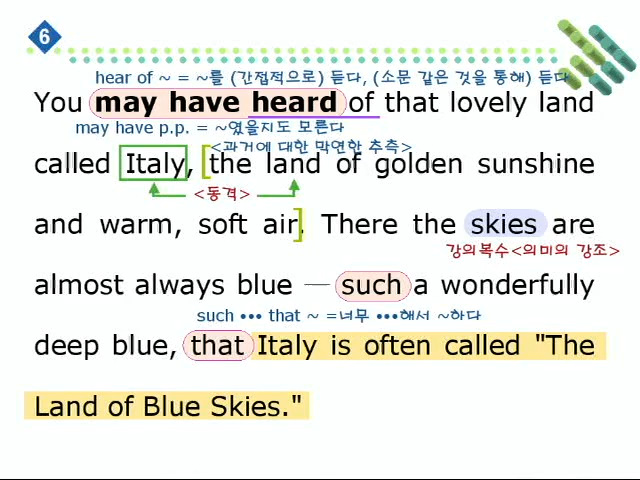 6
hear of ~ = ~를 (간접적으로) 듣다, (소문 같은 것을 통해) 듣다
You may have heard of that lovely land
may have p.p. = ~였을지도 모른다
<과거에 대한 막연한 추측>
called Italy, [the land of golden sunshine
<동격>
and warm, soft air]. There the skies are
강의복수<의미의 강조>
almost always blue — such a wonderfully
such ••• that ~ =너무 •••해서 ~하다
deep blue, that Italy is often called "The
Land of Blue Skies."